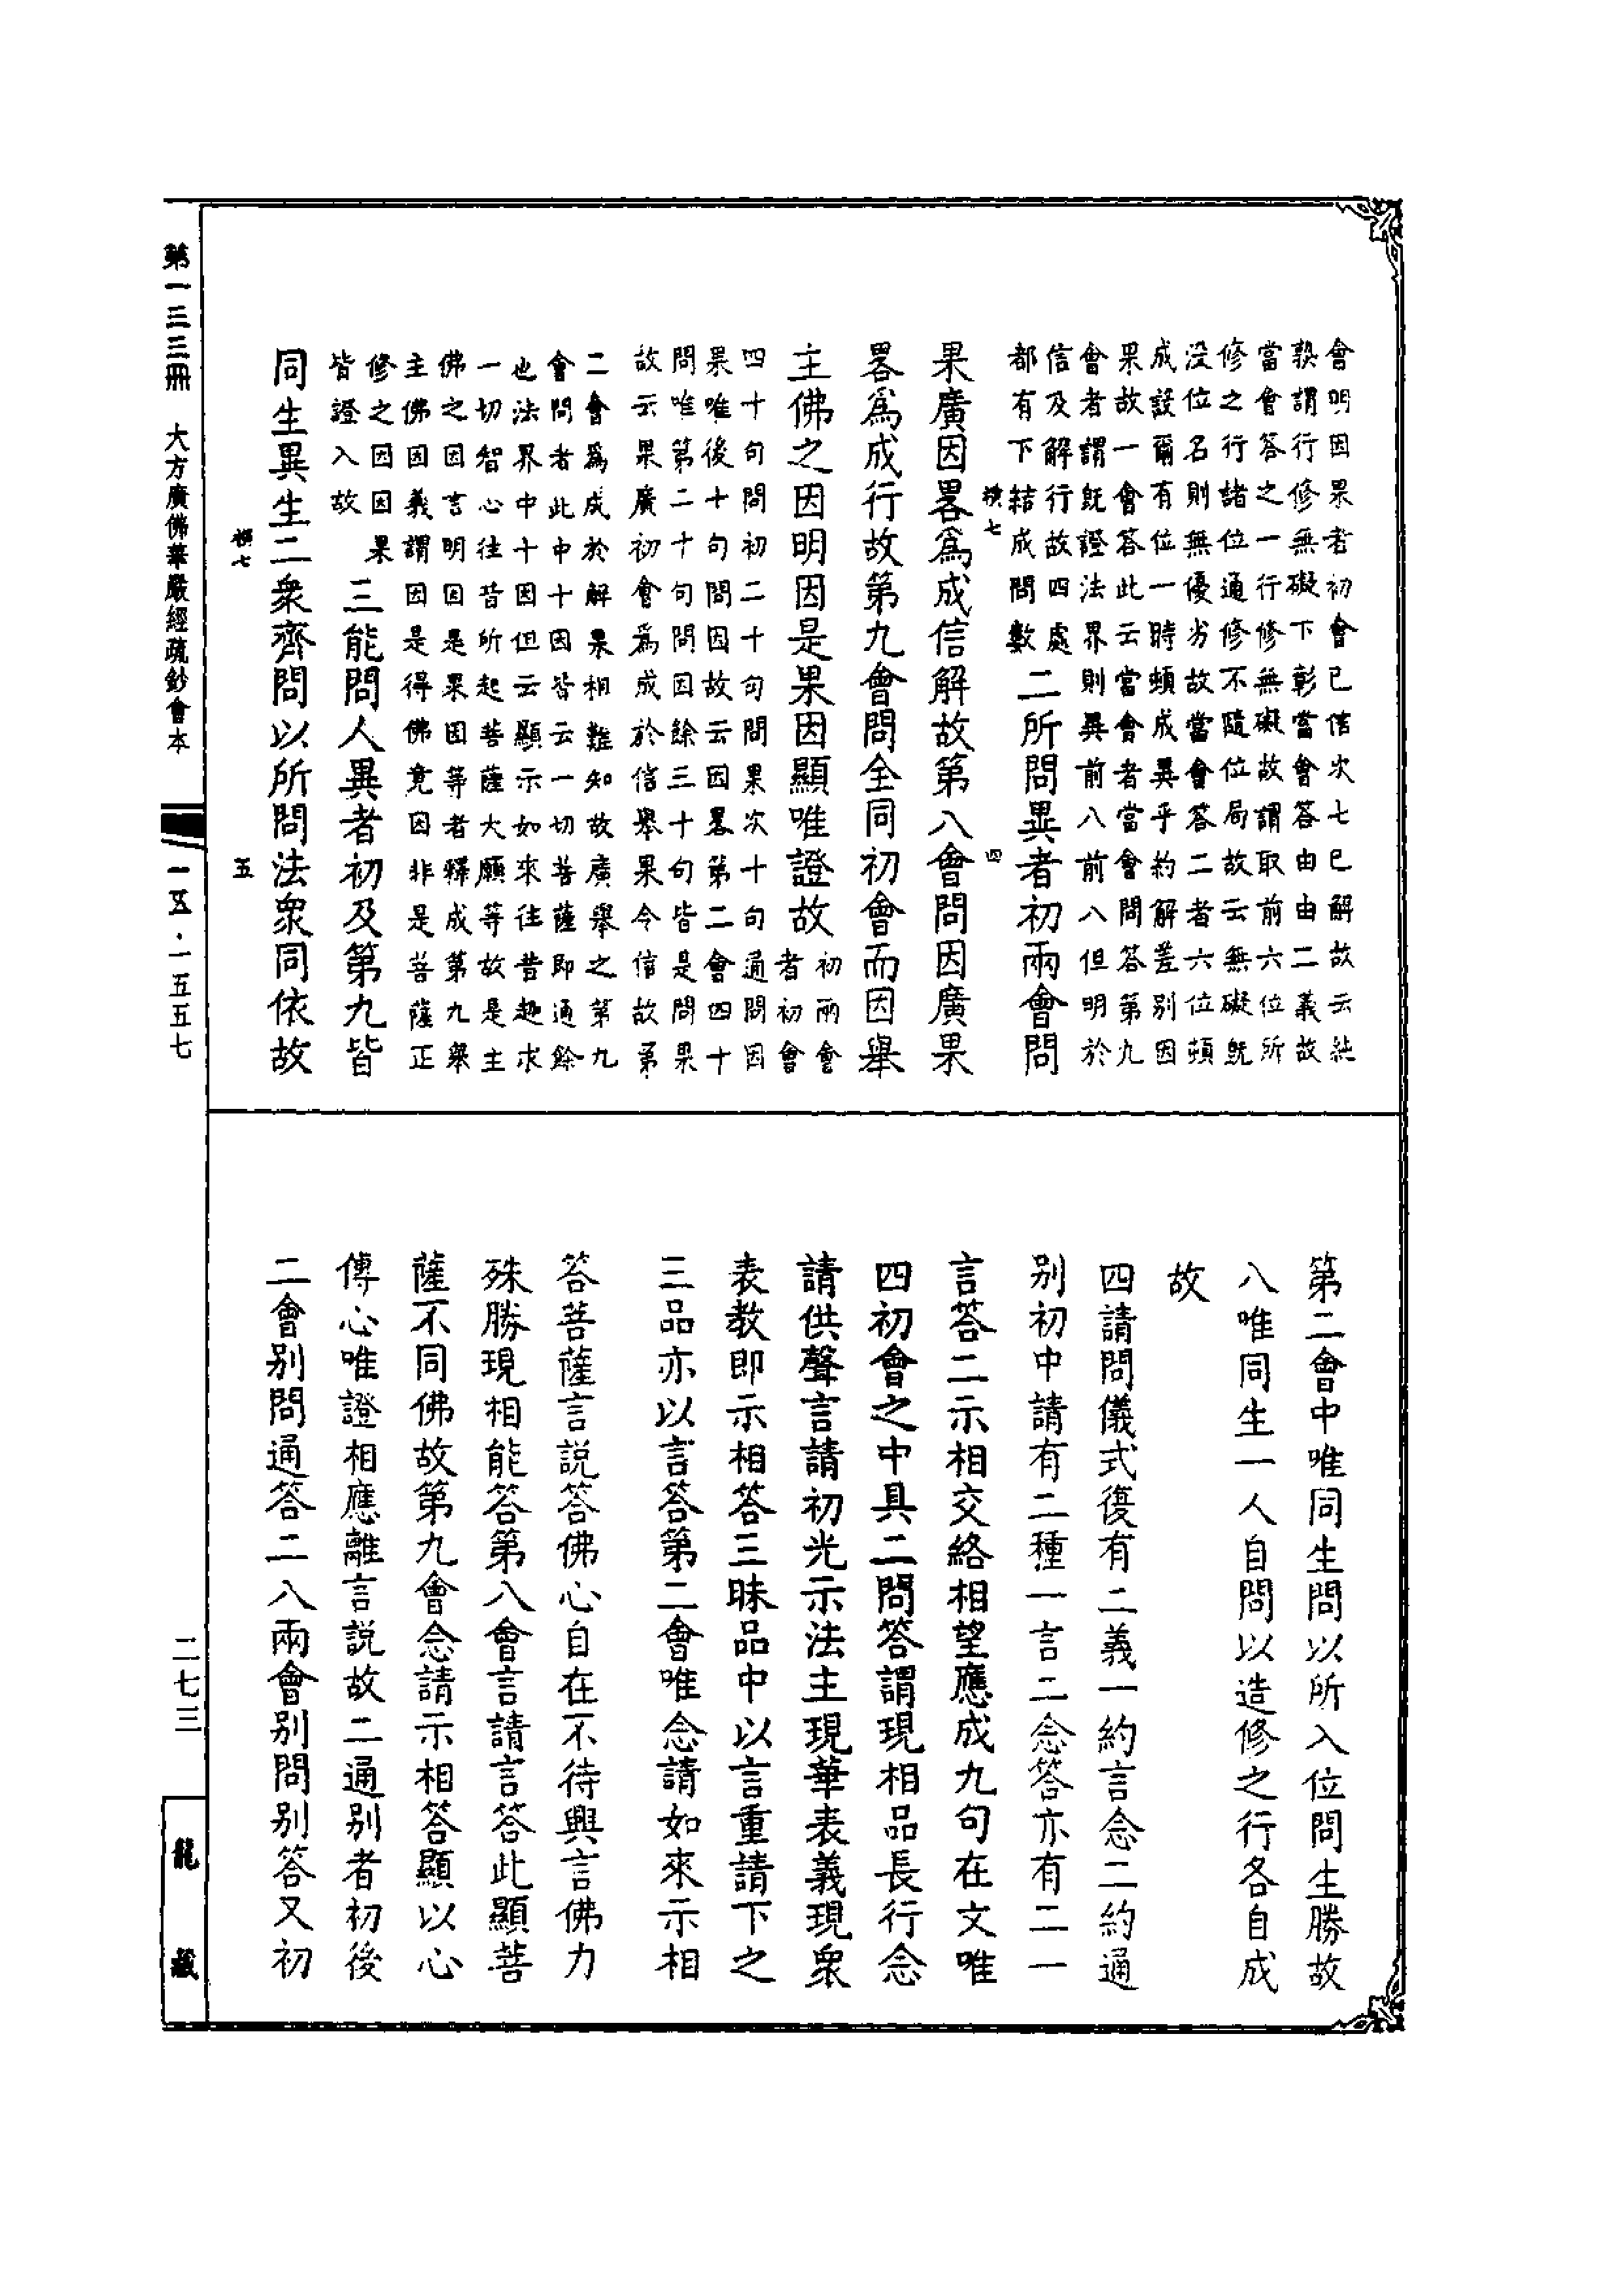 會明因果者初會已信次七已解故云純
熟謂行修無礙下彰當會答由由二義故
當會答之一行修無礙故謂取前六位所
修之行諸位通修不隨位局故云無礙既
沒位名則無優劣故當會答二者六位頓
成設爾有位一時頓成異乎約解差別因
果故一會答此云當會者當會問答第九
會者謂既證法界則異前八前八但明於
信及解行故四處
都有下結成問數
二所問異者初兩會問
四
果廣因畧爲成信解故第八會問因廣果
畧爲成行故第九會問全同初會而因舉
主佛之因明因是果因顯唯證故
初兩會
者初會
四十句問初二十句問果次十句通問因
果唯後十句問因故云因畧第二會四十
問唯第二十句問因餘三十句皆是問果
故云果廣初會爲成於信舉果令信故第
二會爲成於解果相難知故廣舉之第九
會問者此中十因皆云一切菩薩即通餘
也法界中十因但云顯示如來往昔趣求
一切智心往昔所起菩薩大願等故是主
佛之因言明因是果因等者釋成第九舉
主佛因義謂因是得佛竟因非是菩薩正
修之因因果
皆證入故
三能問人異者初及第九皆
同生異生二衆齊問以所問法衆同依故
五
第二會中唯同生問以所入位問生勝故
八唯同生一人自問以造修之行各自成
故
四請問儀式復有二義一約言念二約通
別初中請有二種一言二念答亦有二一
言答二示相交絡相望應成九句在文唯
四初會之中具二問答謂現相品長行念
請供聲言請初光示法主現華表義現衆
表教即示相答三昧品中以言重請下之
三品亦以言答第二會唯念請如來示相
答菩薩言說答佛心自在不待興言佛力
殊勝現相能答第八會言請言答此顯菩
薩不同佛故第九會念請示相答顯以心
傳心唯證相應離言說故二通別者初後
二會別問通答二八兩會別問別答又初
第一三三冊　大方廣佛華嚴經疏鈔會本
一五·一五五七
二七三
龍藏